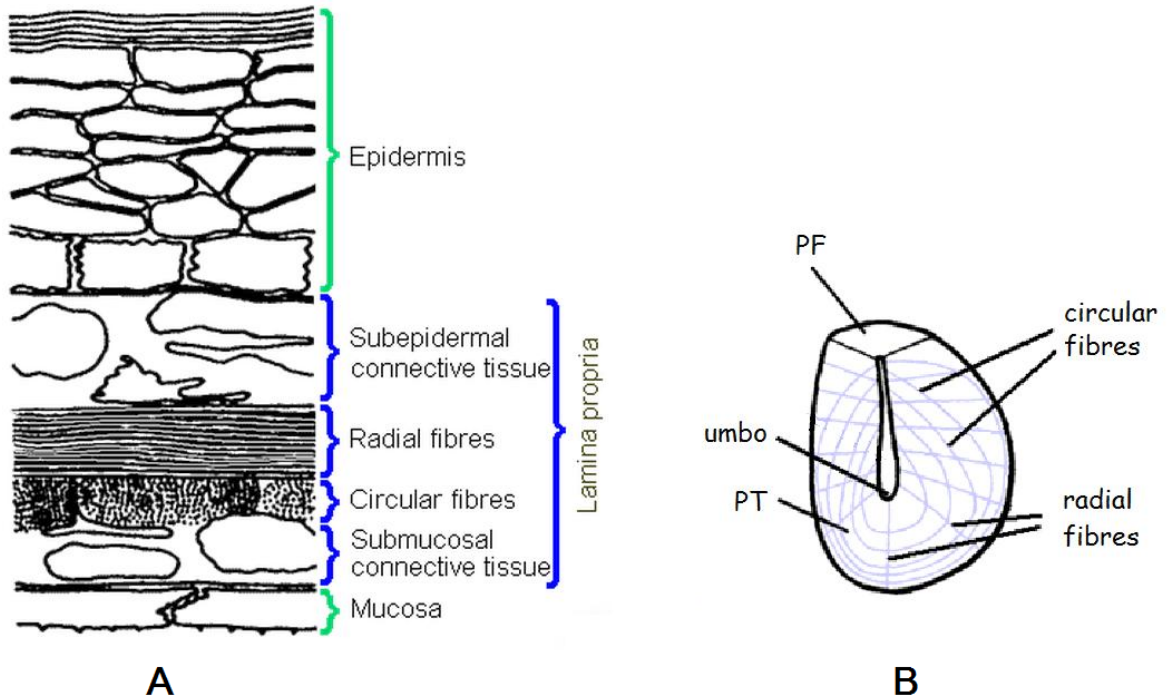 Epidermis
Subepidermal
connective tissue
Radial fibres
Circular fibres
Submucosal
connective tissue
Mucosa
Lamina propria
A
PF
circular
fibres
umbo
PT
radial
fibres
B